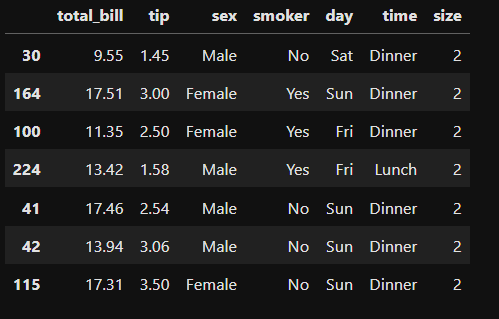 total_bill tip sex smoker day time size
30 9.55 1.45 Male No Sat Dinner 2
164 17.51 3.00 Female Yes Sun Dinner 2
100 11.35 2.50 Female Yes Fri Dinner 2
224 13.42 1.58 Male Yes Fri Lunch 2
41 17.46 2.54 Male No Sun Dinner 2
42 13.94 3.06 Male No Sun Dinner 2
115 17.31 3.50 Female No Sun Dinner 2